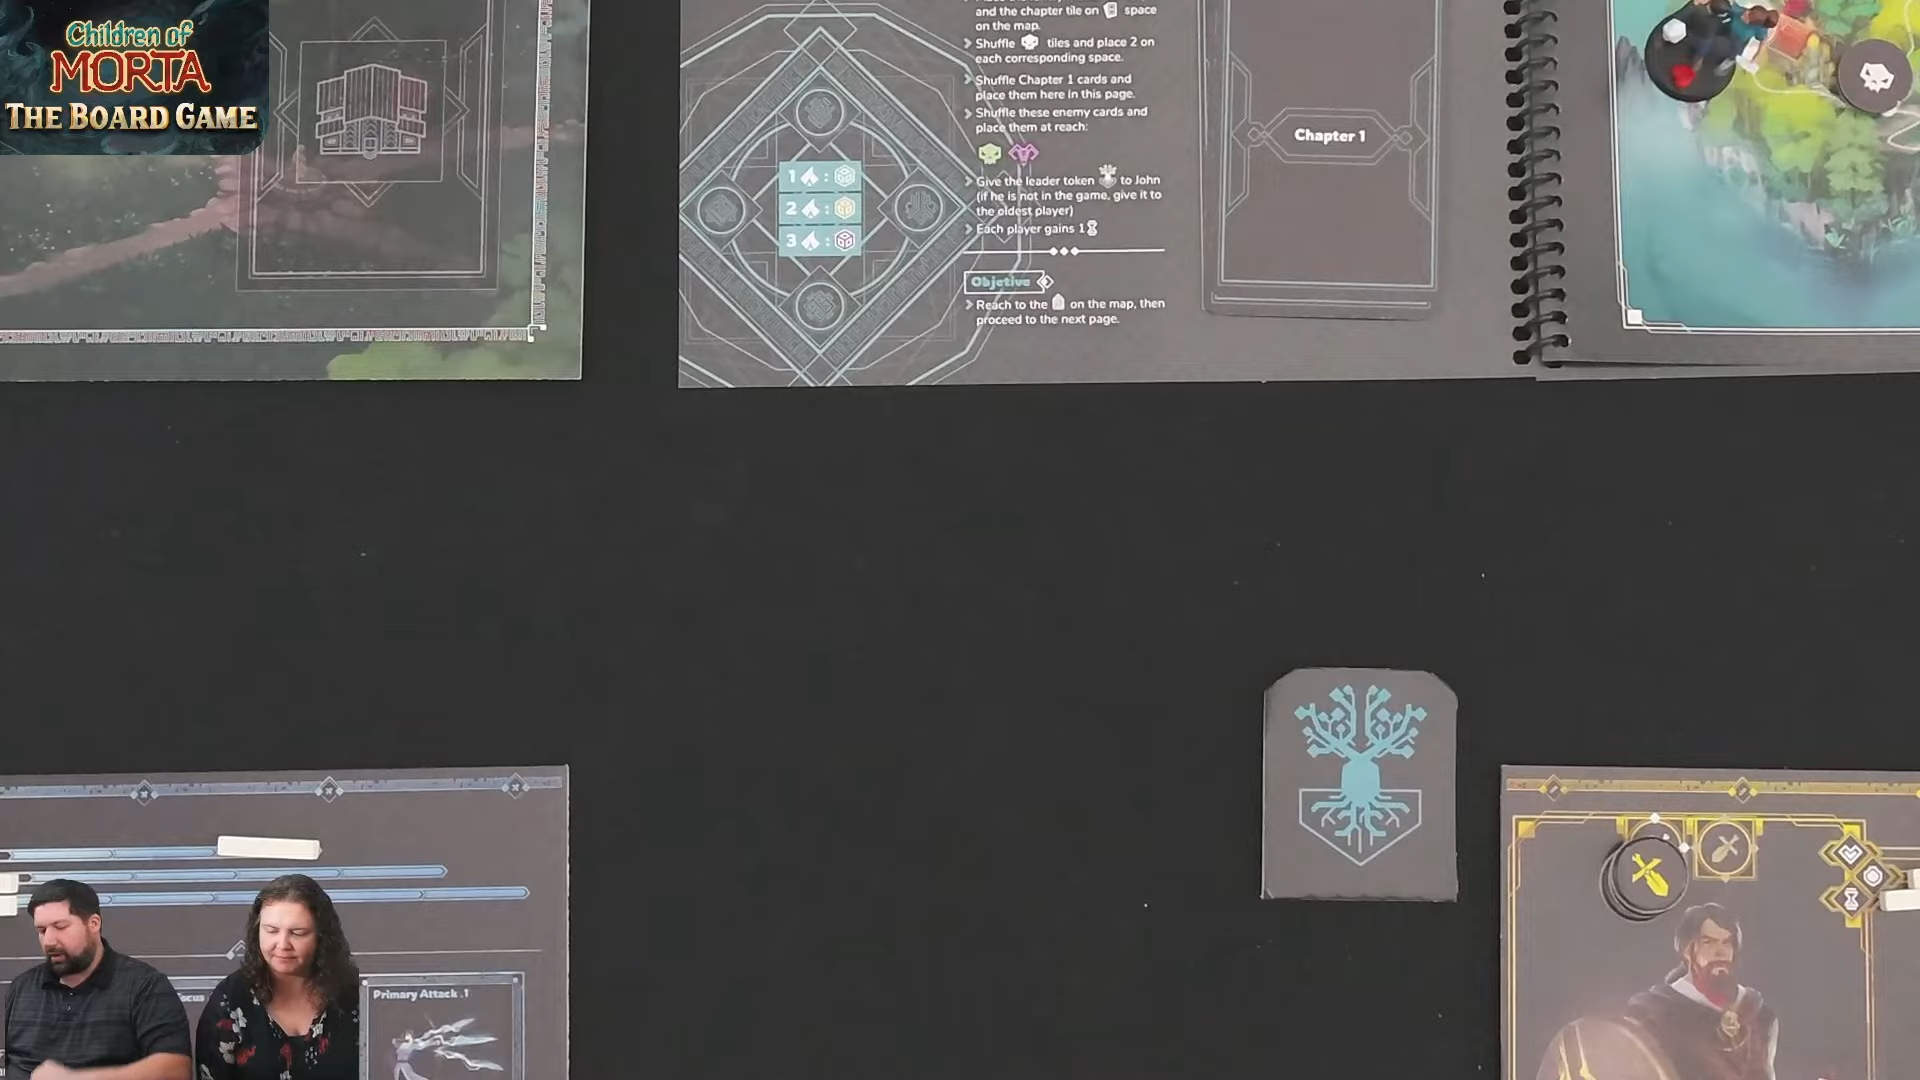 Children of
MORTA
THE BOARD GAME
and the chapter tile on space
on the map.
Shuffle tiles and place 2 on
each corresponding space.
Shuffle Chapter 1 cards and
place them here in this page.
Shuffle these enemy cards and
place them at reach:
Give the leader token to John
(if he is not in the game, give it to
the oldest player)
Each player gains 1
Objetive
Reach to the on the map, then
proceed to the next page.
1 :
2 :
3 :
Chapter 1
Primary Attack .1